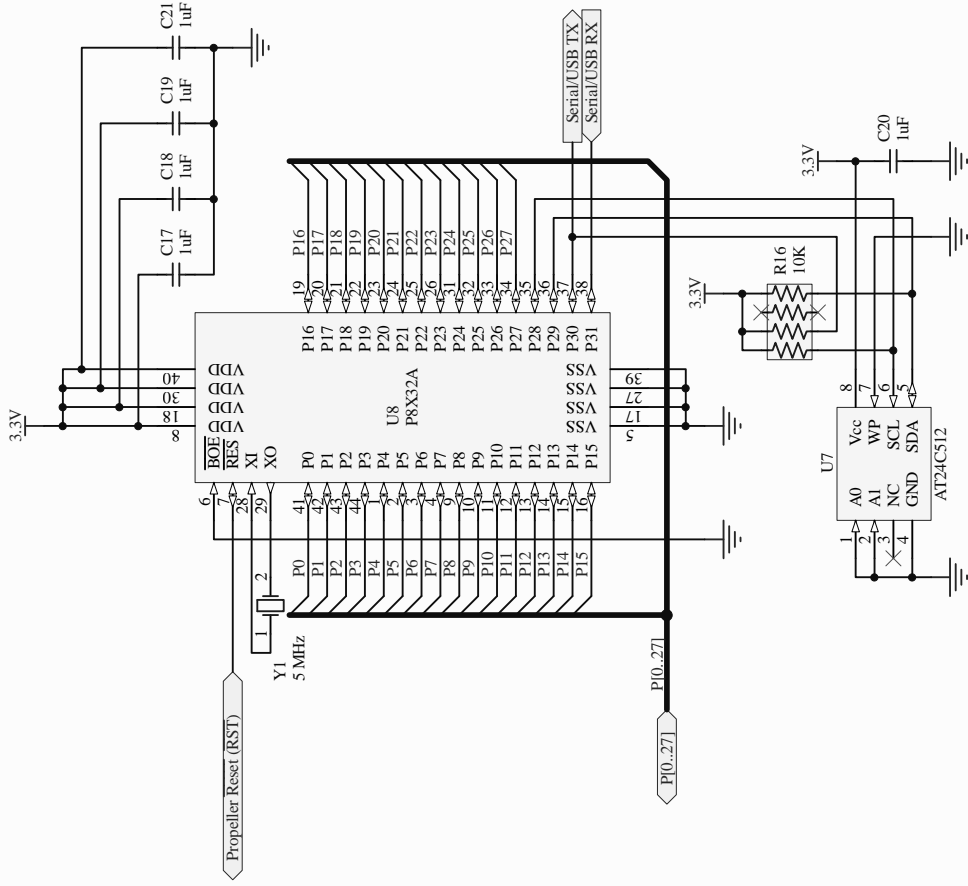 C21
1uF
C19
1uF
C18
1uF
C17
1uF
3.3V
8
18
30
40
VDD
VDD
VDD
VDD
U8
P8X32A
VSS
VSS
VSS
VSS
5
17
27
39
6
7
28
29
BOE
RES
XI
XO
41
42
43
44
1
2
3
4
9
10
11
12
13
14
15
16
P0
P1
P2
P3
P4
P5
P6
P7
P8
P9
P10
P11
P12
P13
P14
P15
P0
P1
P2
P3
P4
P5
P6
P7
P8
P9
P10
P11
P12
P13
P14
P15
P16
P17
P18
P19
P20
P21
P22
P23
P24
P25
P26
P27
P28
P29
P30
P31
19
20
21
22
23
24
25
26
31
32
33
34
35
36
37
38
P16
P17
P18
P19
P20
P21
P22
P23
P24
P25
P26
P27
Serial/USB TX
Serial/USB RX
1
2
Y1
5 MHz
Propeller Reset (RST)
P[0..27]
P[0..27]
3.3V
R16
10K
3.3V
C20
1uF
U7
AT24C512
1
2
3
4
A0
A1
NC
GND
Vcc
WP
SCL
SDA
8
7
6
5